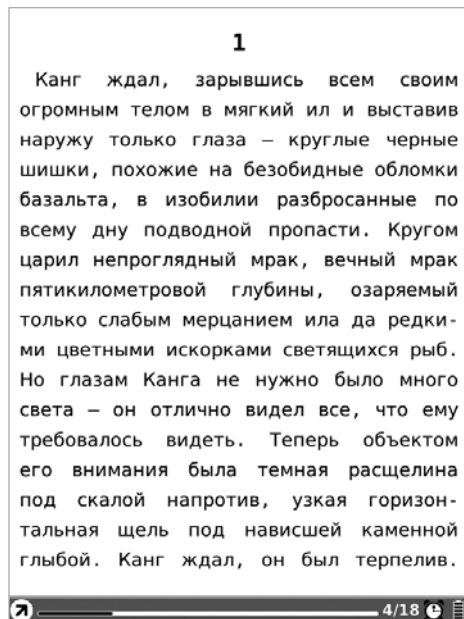 1
Канг ждал, зарывшись всем своим
огромным телом в мягкий ил и выставив
наружу только глаза — круглые черные
шишки, похожие на безобидные обломки
базальта, в изобилии разбросанные по
всему дну подводной пропасти. Кругом
царил непроглядный мрак, вечный мрак
пятикилометровой глубины, озаряемый
только слабым мерцанием ила да редки-
ми цветными искорками светящихся рыб.
Но глазам Канга не нужно было много
света — он отлично видел все, что ему
требовалось видеть. Теперь объектом
его внимания была темная расщелина
под скалой напротив, узкая горизон-
тальная щель под нависшей каменной
глыбой. Канг ждал, он был терпелив.
4/18